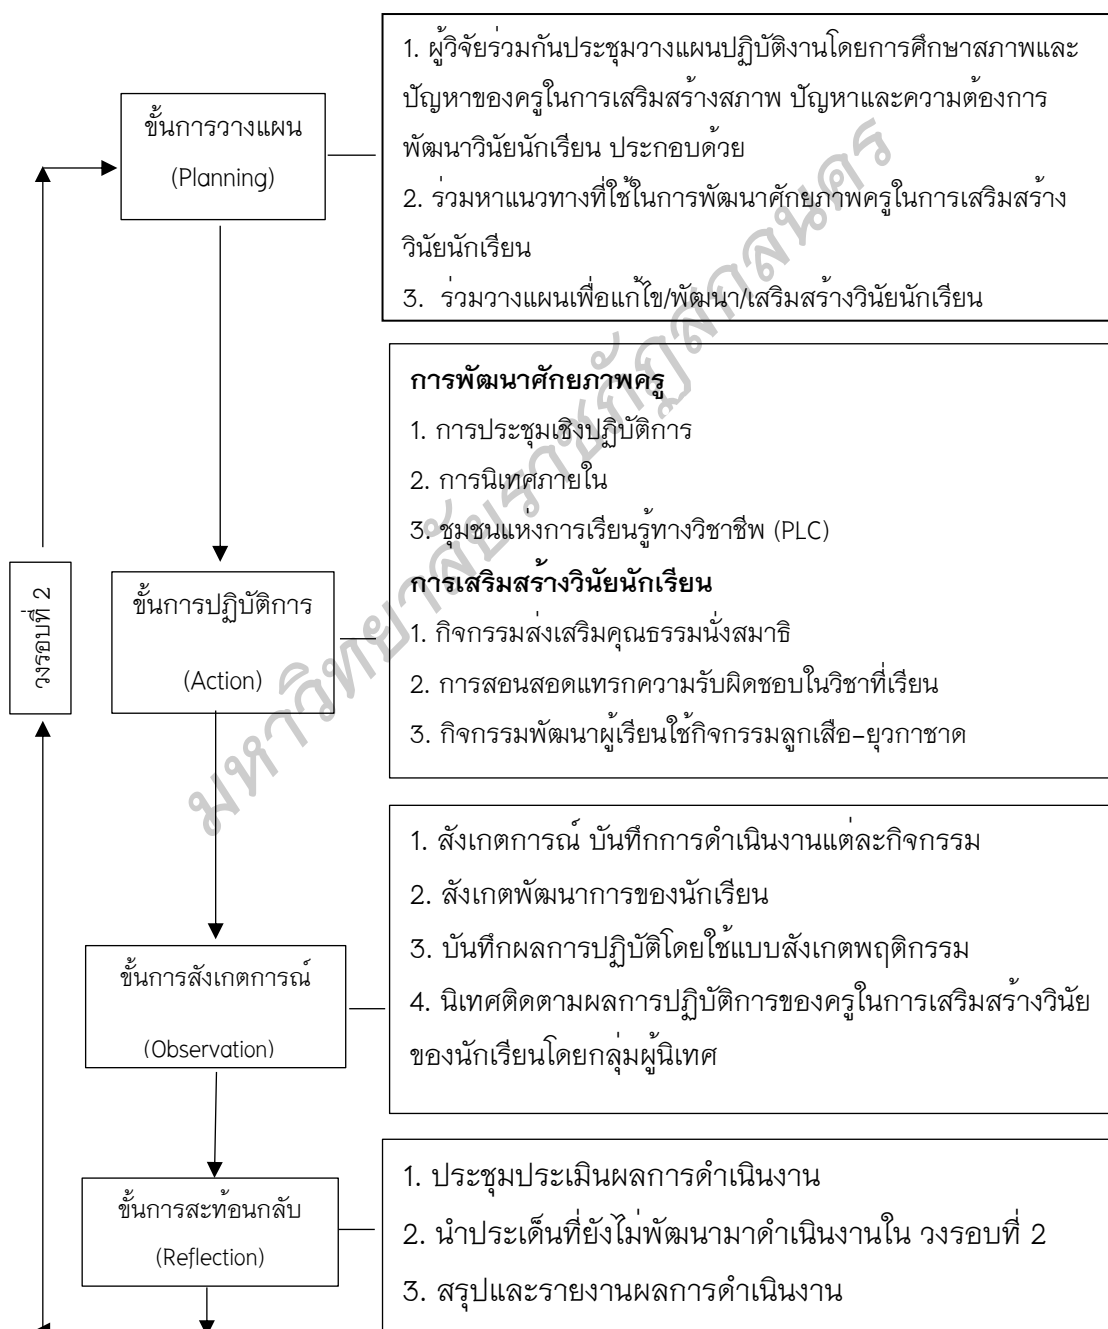 ขั้นการวางแผน
(Planning)
1. ผู้วิจัยร่วมกันประชุมวางแผนปฏิบัติงานโดยการศึกษาสภาพและ
ปัญหาของครูในการเสริมสร้างสภาพ ปัญหาและความต้องการ
พัฒนาวินัยนักเรียน ประกอบด้วย
2. ร่วมหาแนวทางที่ใช้ในการพัฒนาศักยภาพครูในการเสริมสร้าง
วินัยนักเรียน
3. ร่วมวางแผนเพื่อแก้ไข/พัฒนา/เสริมสร้างวินัยนักเรียน
วงรอบที่ 2
ขั้นการปฏิบัติการ
(Action)
การพัฒนาศักยภาพครู
1. การประชุมเชิงปฏิบัติการ
2. การนิเทศภายใน
3. ชุมชนแห่งการเรียนรู้ทางวิชาชีพ (PLC)
การเสริมสร้างวินัยนักเรียน
1. กิจกรรมส่งเสริมคุณธรรมนั่งสมาธิ
2. การสอนสอดแทรกความรับผิดชอบในวิชาที่เรียน
3. กิจกรรมพัฒนาผู้เรียนใช้กิจกรรมลูกเสือ-ยุวกาชาด
ขั้นการสังเกตการณ์
(Observation)
1. สังเกตการณ์ บันทึกการดำเนินงานแต่ละกิจกรรม
2. สังเกตพัฒนาการของนักเรียน
3. บันทึกผลการปฏิบัติโดยใช้แบบสังเกตพฤติกรรม
4. นิเทศติดตามผลการปฏิบัติการของครูในการเสริมสร้างวินัย
ของนักเรียนโดยกลุ่มผู้นิเทศ
ขั้นการสะท้อนกลับ
(Reflection)
1. ประชุมประเมินผลการดำเนินงาน
2. นำประเด็นที่ยังไม่พัฒนามาดำเนินงานใน วงรอบที่ 2
3. สรุปและรายงานผลการดำเนินงาน
มหาวิทยาลัยราชภัฏสกลนคร